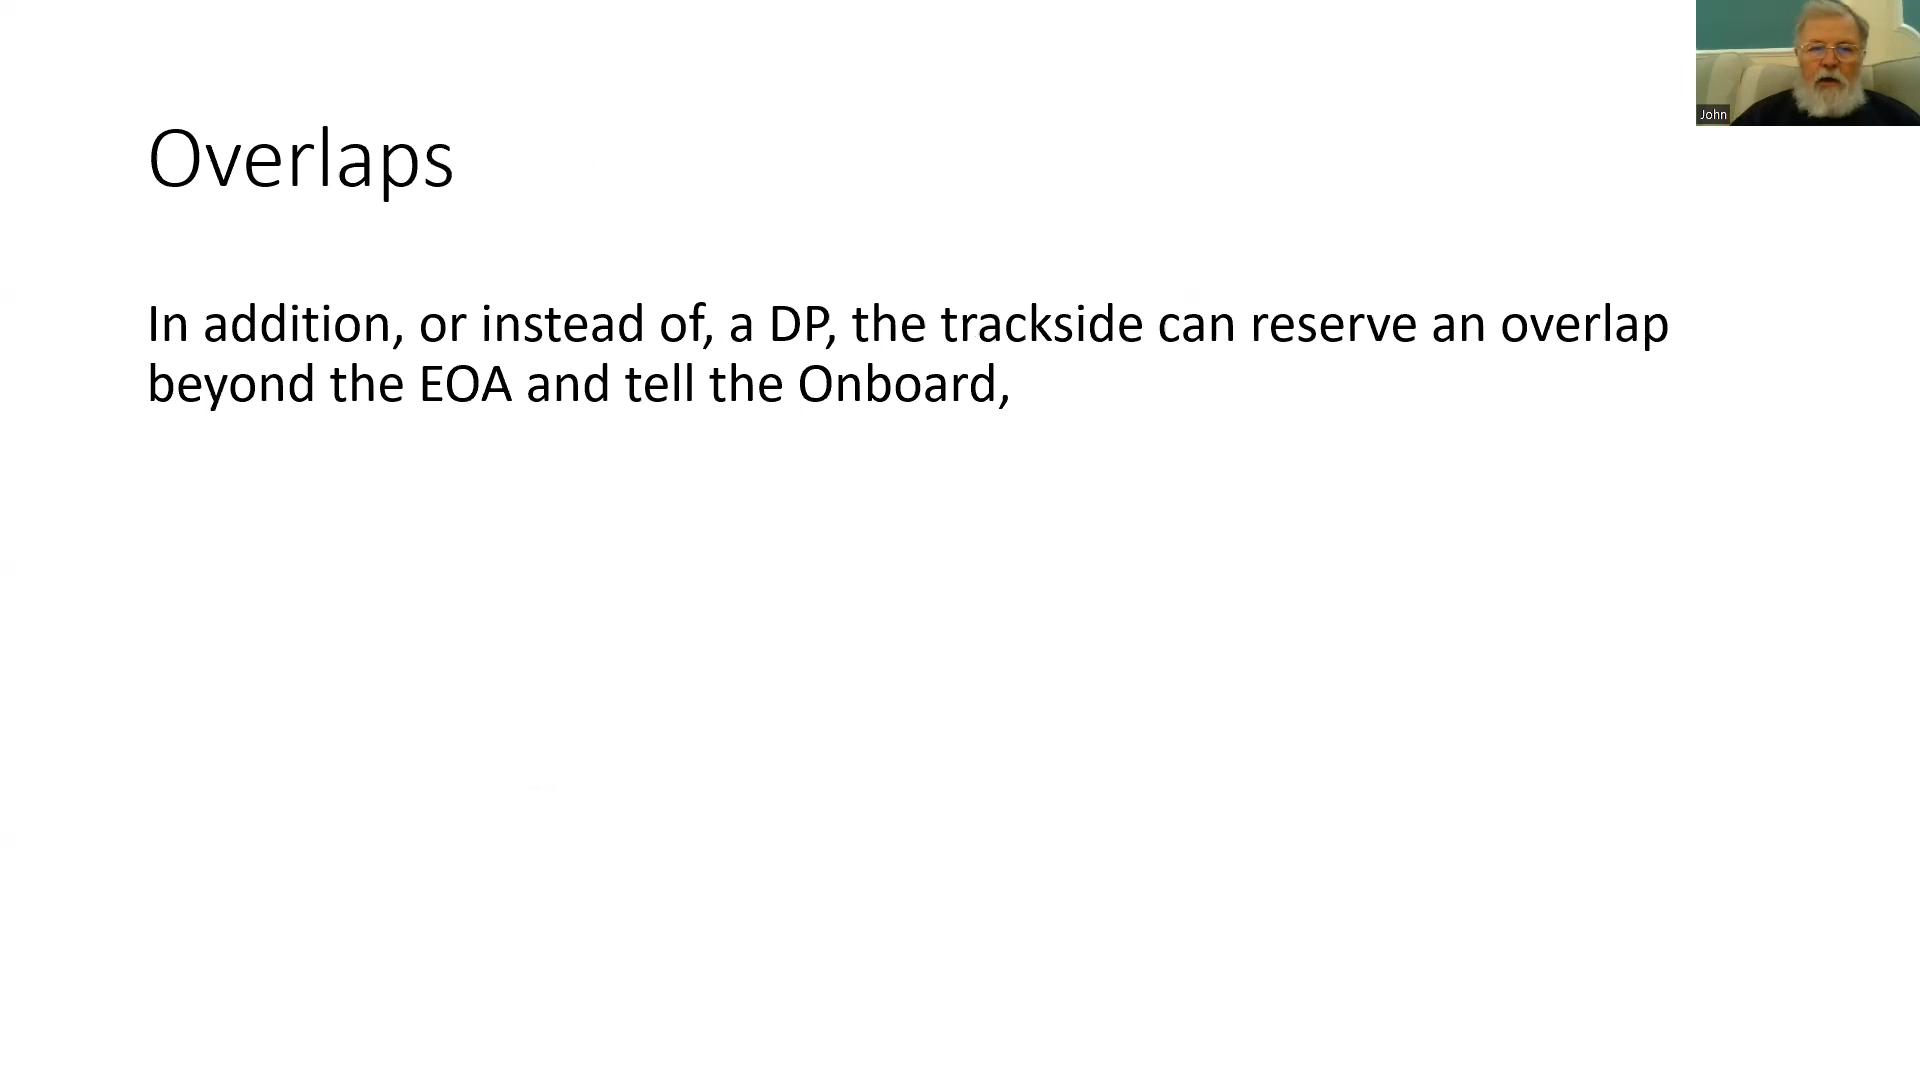 Overlaps
In addition, or instead of, a DP, the trackside can reserve an overlap
beyond the EOA and tell the Onboard,
John